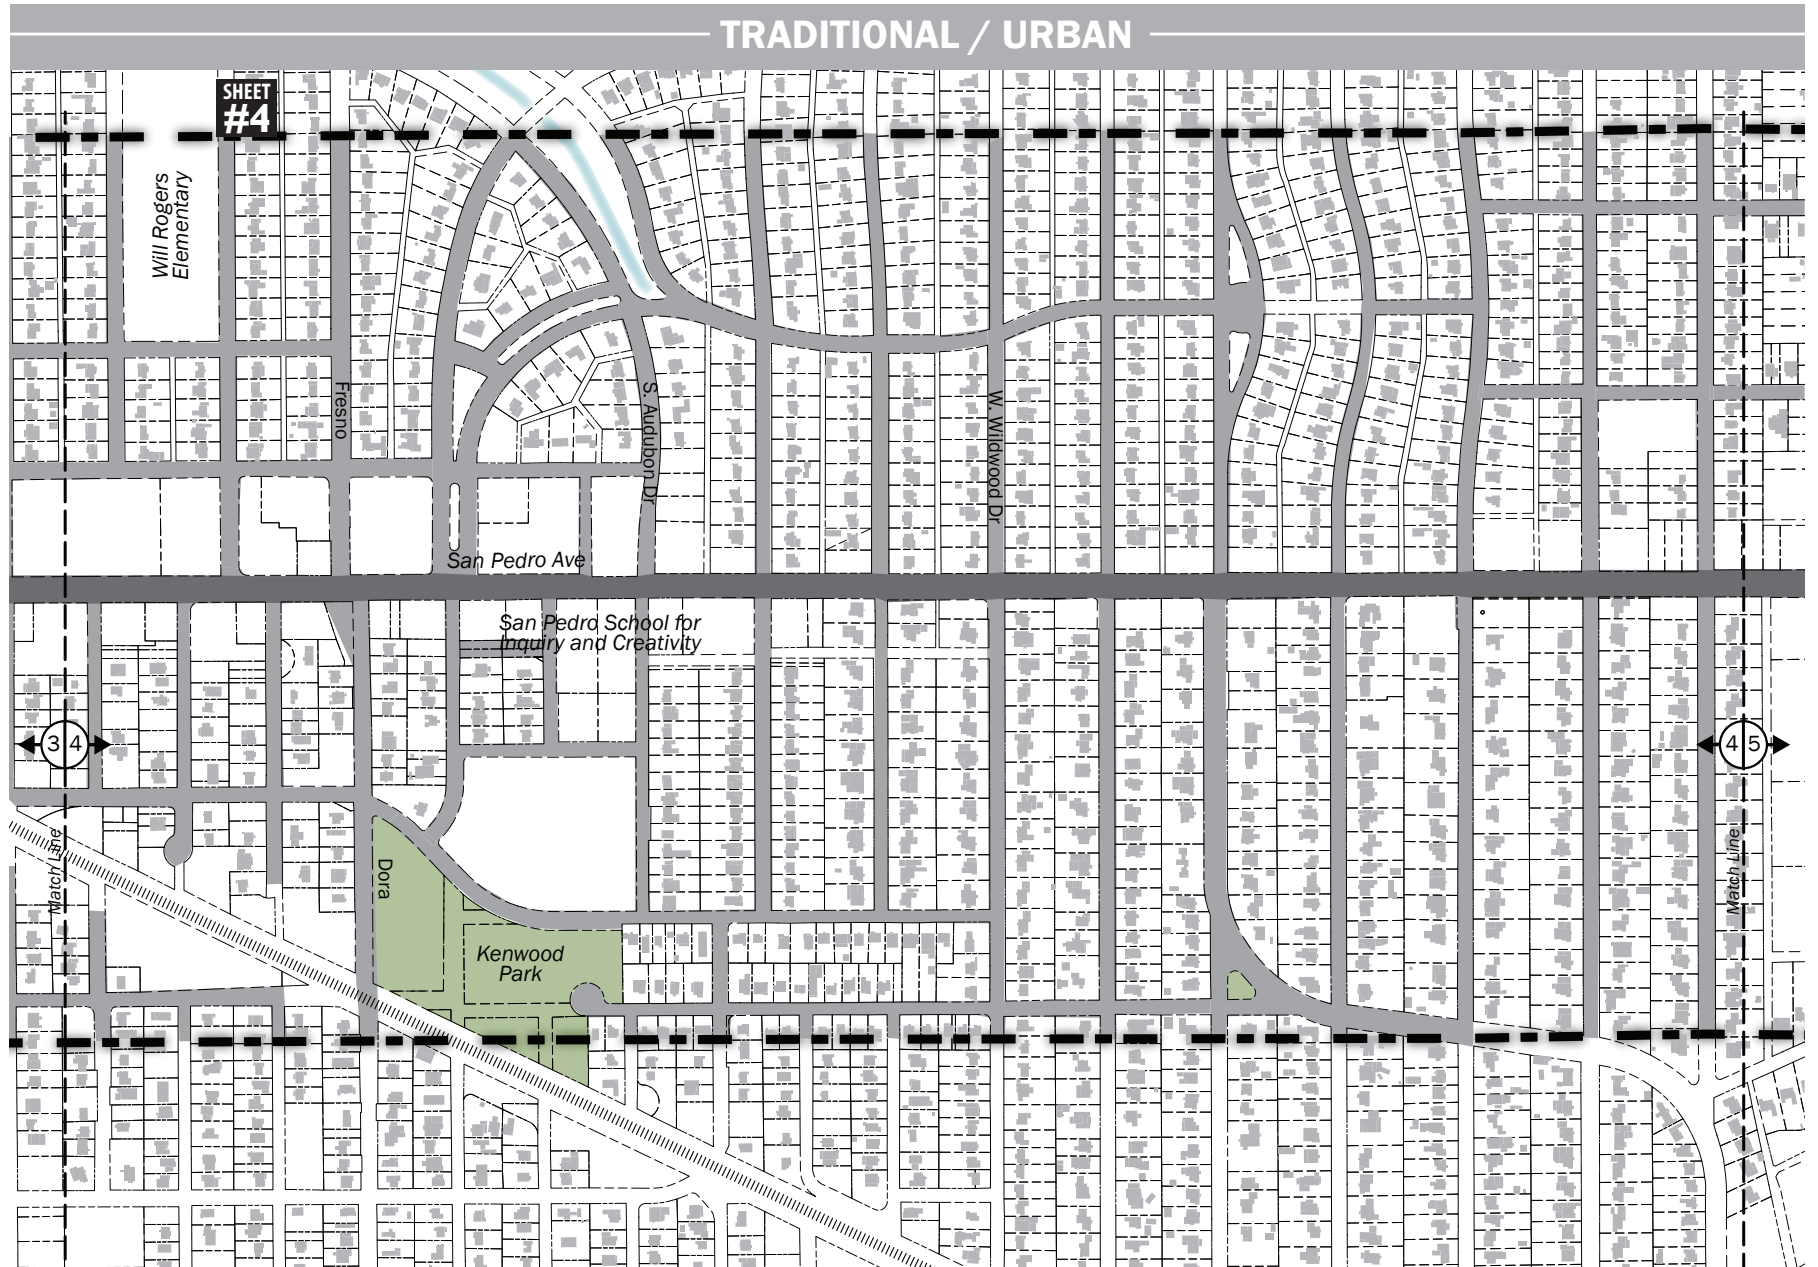 TRADITIONAL / URBAN
SHEET
#4
Will Rogers
Elementary
Fresno
S. Audubon Dr
W. Wildwood Dr
San Pedro Ave
San Pedro School for
Inquiry and Creativity
3 4
4 5
Match Line
Match Line
Dora
Kenwood
Park